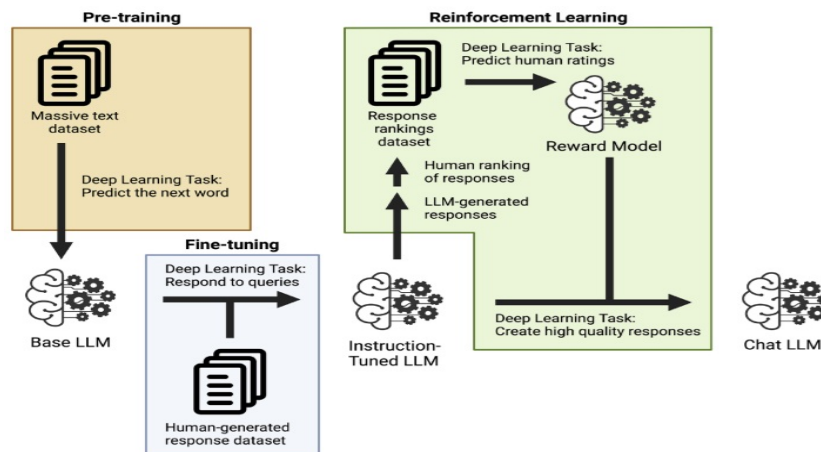 Pre-training
Massive text
dataset
Deep Learning Task:
Predict the next word
Base LLM
Fine-tuning
Deep Learning Task:
Respond to queries
Human-generated
response dataset
Instruction-
Tuned LLM
Reinforcement Learning
Response
rankings
dataset
Deep Learning Task:
Predict human ratings
Reward Model
Human ranking
of responses
LLM-generated
responses
Deep Learning Task:
Create high quality responses
Chat LLM